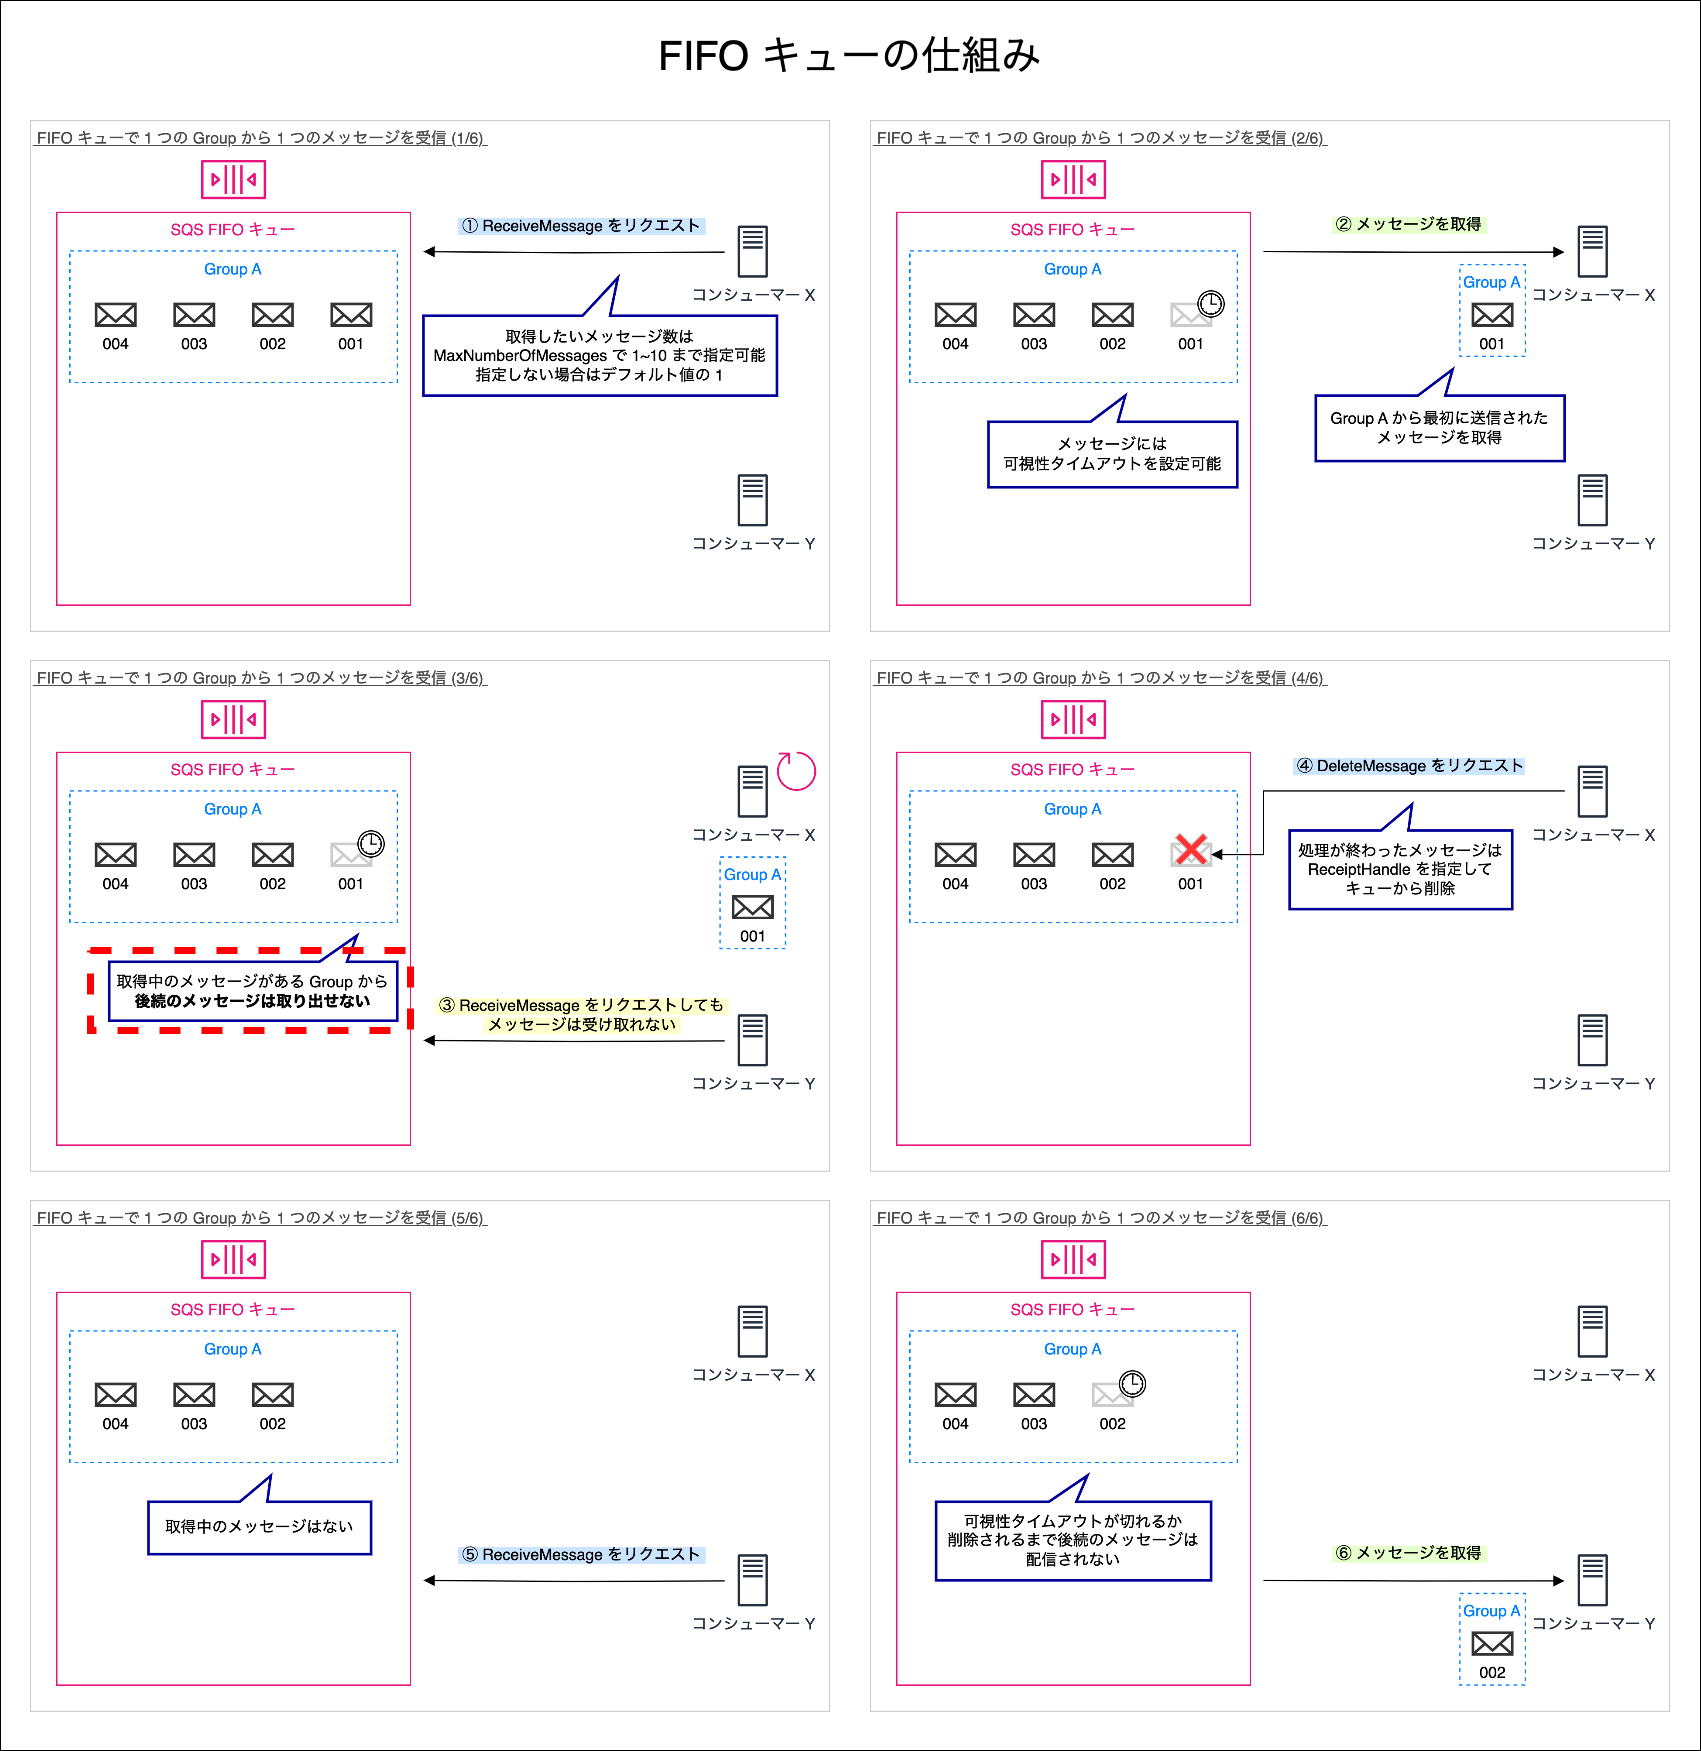 FIFO キューの仕組み
FIFO キューで 1 つの Group から 1 つのメッセージを受信 (1/6)
SQS FIFO キュー
Group A
004
003
002
001
① ReceiveMessage をリクエスト
コンシューマー X
取得したいメッセージ数は
MaxNumberOfMessages で 1~10 まで指定可能
指定しない場合はデフォルト値の 1
コンシューマー Y
FIFO キューで 1 つの Group から 1 つのメッセージを受信 (2/6)
SQS FIFO キュー
Group A
004
003
002
001
② メッセージを取得
コンシューマー X
Group A
001
メッセージには
可視性タイムアウトを設定可能
Group A から最初に送信された
メッセージを取得
コンシューマー Y
FIFO キューで 1 つの Group から 1 つのメッセージを受信 (3/6)
SQS FIFO キュー
Group A
004
003
002
001
コンシューマー X
Group A
001
取得中のメッセージがある Group から
後続のメッセージは取り出せない
③ ReceiveMessage をリクエストしても
メッセージは受け取れない
コンシューマー Y
FIFO キューで 1 つの Group から 1 つのメッセージを受信 (4/6)
SQS FIFO キュー
Group A
004
003
002
001
④ DeleteMessage をリクエスト
コンシューマー X
処理が終わったメッセージは
ReceiptHandle を指定して
キューから削除
コンシューマー Y
FIFO キューで 1 つの Group から 1 つのメッセージを受信 (5/6)
SQS FIFO キュー
Group A
004
003
002
コンシューマー X
取得中のメッセージはない
⑤ ReceiveMessage をリクエスト
コンシューマー Y
FIFO キューで 1 つの Group から 1 つのメッセージを受信 (6/6)
SQS FIFO キュー
Group A
004
003
002
コンシューマー X
可視性タイムアウトが切れるか
削除されるまで後続のメッセージは
配信されない
⑥ メッセージを取得
Group A
002
コンシューマー Y